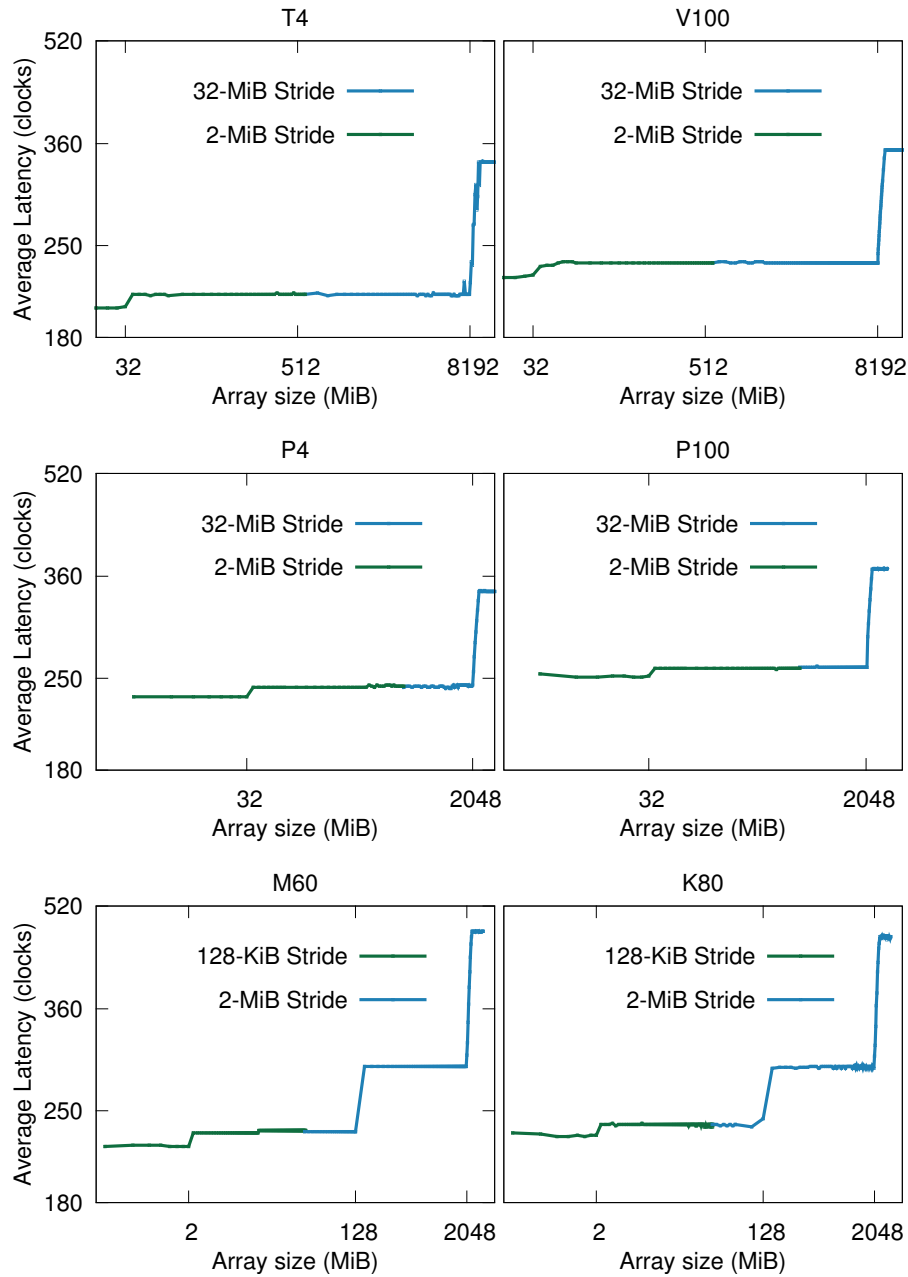 T4
V100
520
360
250
180
Average Latency (clocks)
32-MiB Stride
2-MiB Stride
32-MiB Stride
2-MiB Stride
32
512
8192
32
512
8192
Array size (MiB)
Array size (MiB)
P4
P100
520
360
250
180
Average Latency (clocks)
32-MiB Stride
2-MiB Stride
32-MiB Stride
2-MiB Stride
32
2048
32
2048
Array size (MiB)
Array size (MiB)
M60
K80
520
360
250
180
Average Latency (clocks)
128-KiB Stride
2-MiB Stride
128-KiB Stride
2-MiB Stride
2
128
2048
2
128
2048
Array size (MiB)
Array size (MiB)